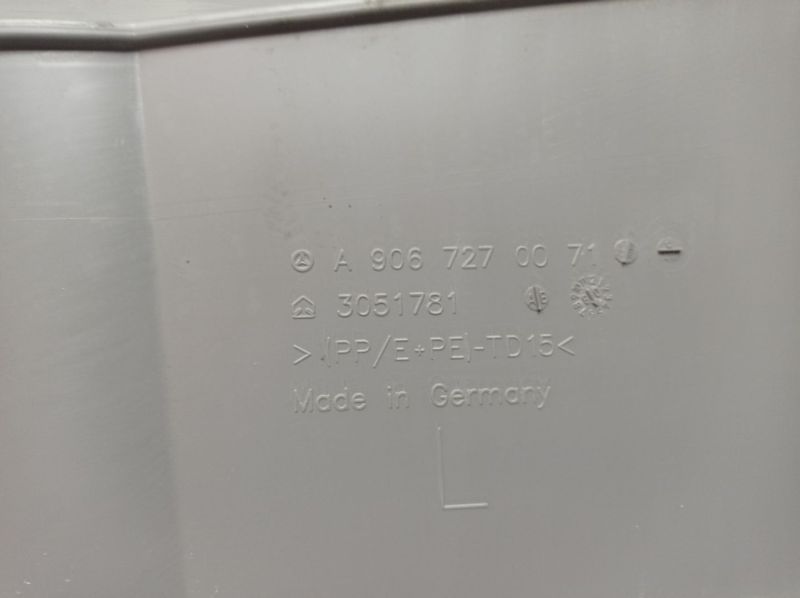 A 906 727 00 71
3051781
>(PP/E+PE)-TD15<
Made in Germany
L